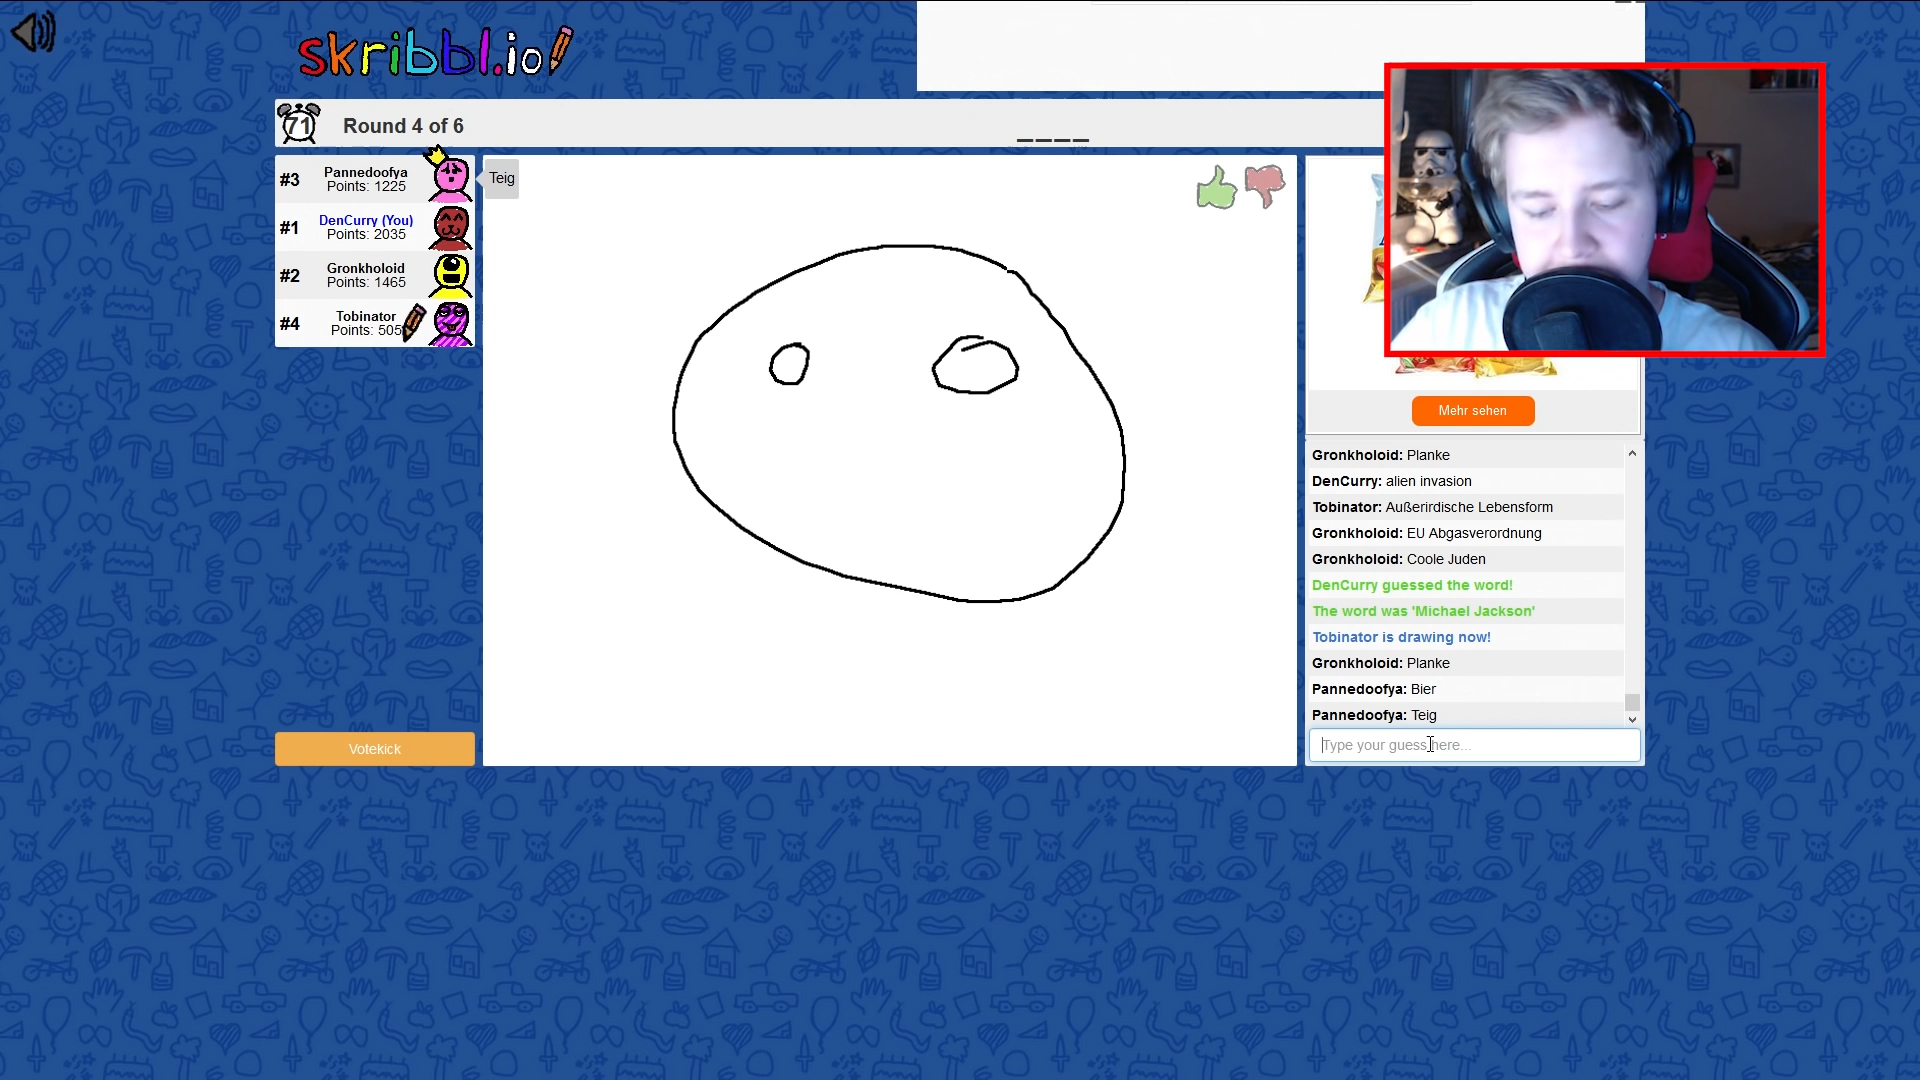 skribbl.io
71
Round 4 of 6
____
#3
Pannedoofya
Points: 1225
Teig
#1
DenCurry (You)
Points: 2035
#2
Gronkholoid
Points: 1465
#4
Tobinator
Points: 505
Votekick
Mehr sehen
Gronkholoid: Planke
DenCurry: alien invasion
Tobinator: Außerirdische Lebensform
Gronkholoid: EU Abgasverordnung
Gronkholoid: Coole Juden
DenCurry guessed the word!
The word was 'Michael Jackson'
Tobinator is drawing now!
Gronkholoid: Planke
Pannedoofya: Bier
Pannedoofya: Teig
Type your guess here...